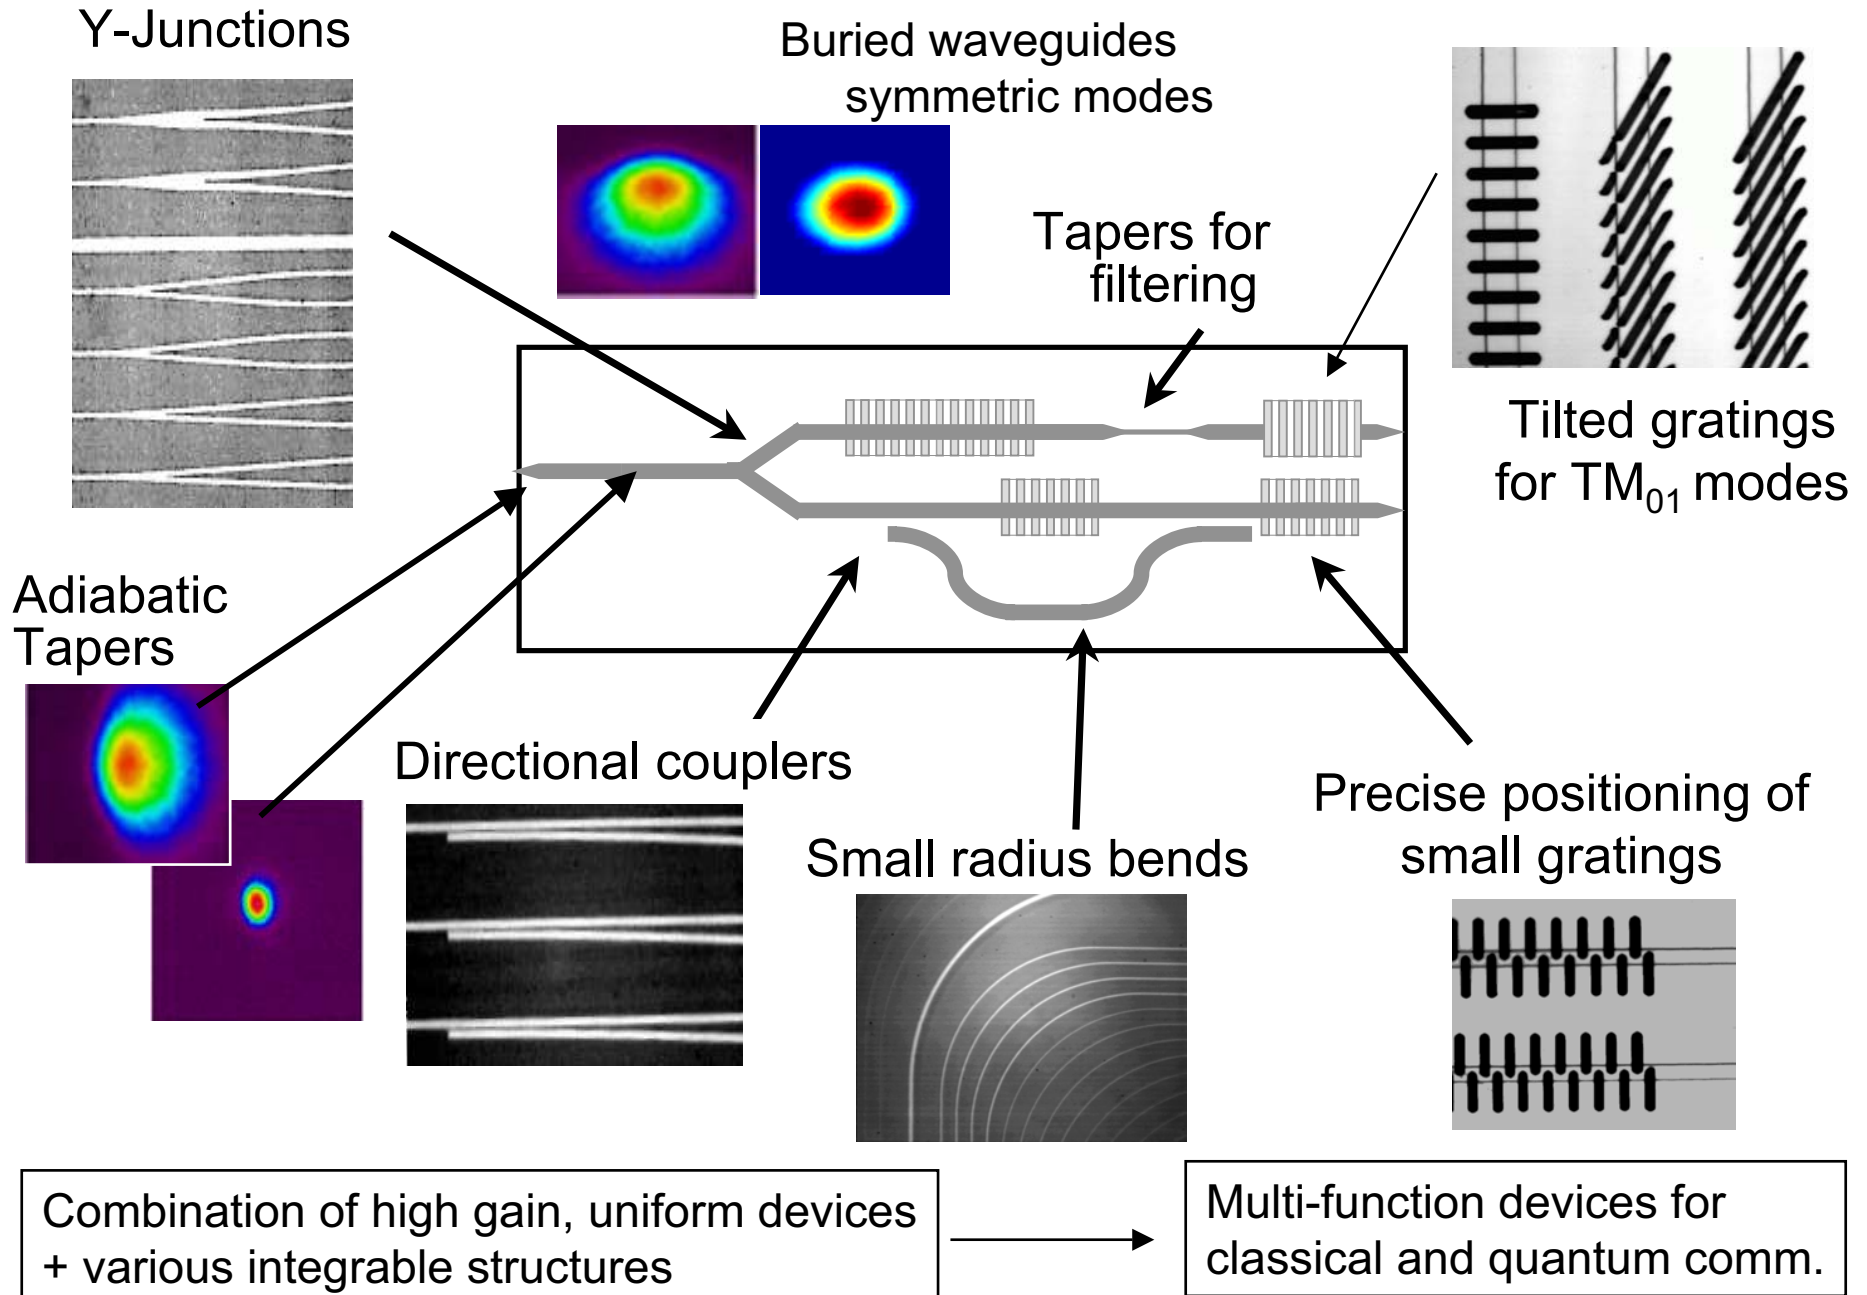 Y-Junctions
Buried waveguides
symmetric modes
Tapers for
filtering
Tilted gratings
for TM₀₁ modes
Adiabatic
Tapers
Directional couplers
Small radius bends
Precise positioning of
small gratings
Combination of high gain, uniform devices
+ various integrable structures
Multi-function devices for
classical and quantum comm.